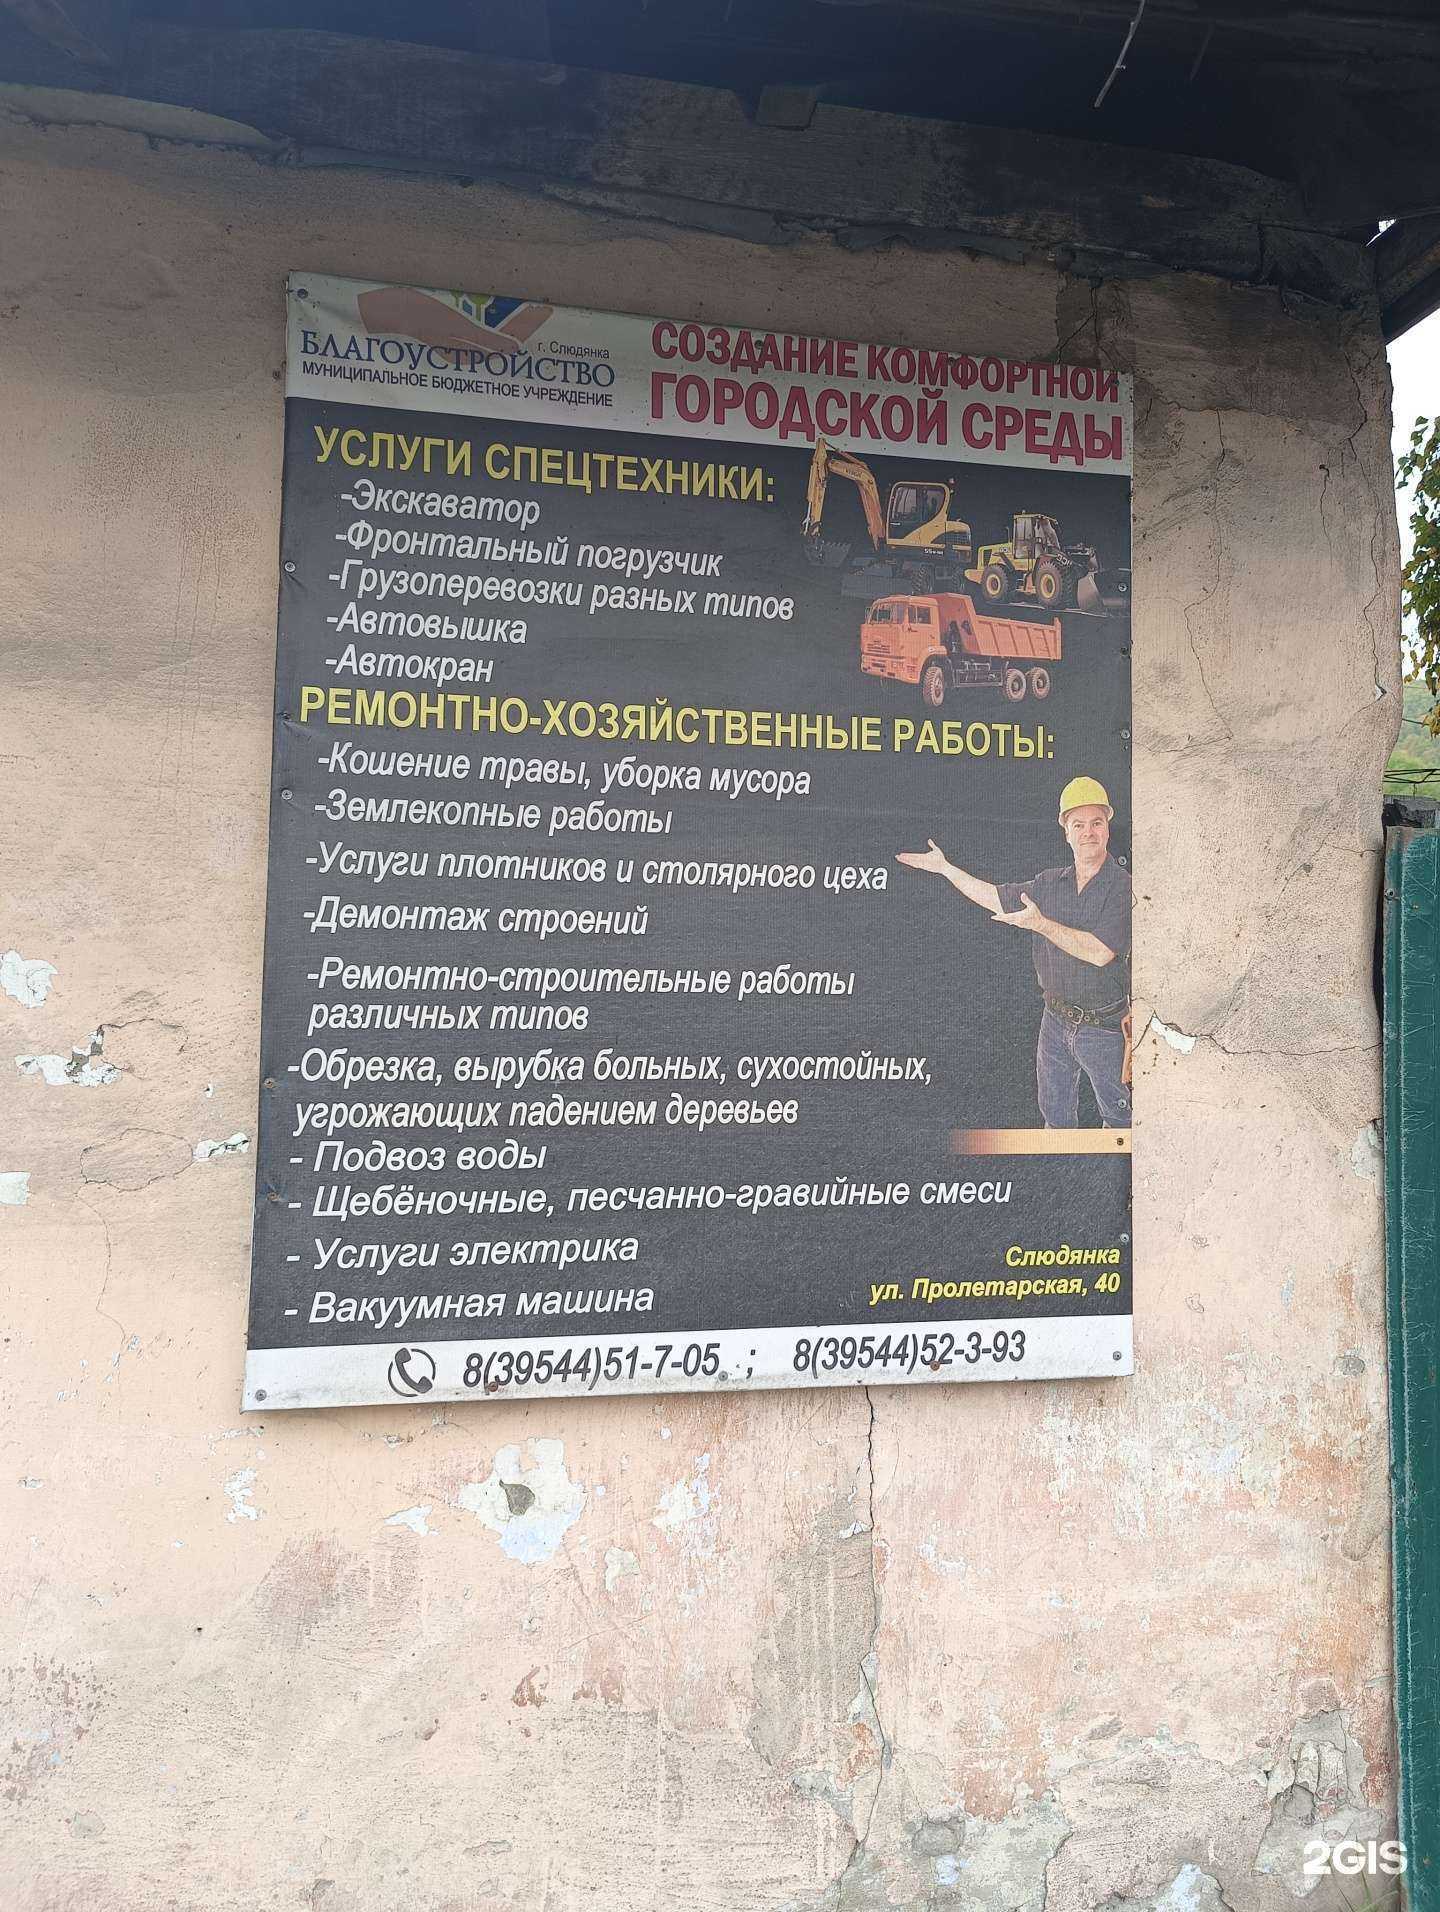 г. Слюдянка
БЛАГОУСТРОЙСТВО
МУНИЦИПАЛЬНОЕ БЮДЖЕТНОЕ УЧРЕЖДЕНИЕ
СОЗДАНИЕ КОМФОРТНОЙ
ГОРОДСКОЙ СРЕДЫ
УСЛУГИ СПЕЦТЕХНИКИ:
-Экскаватор
-Фронтальный погрузчик
-Грузоперевозки разных типов
-Автовышка
-Автокран
РЕМОНТНО-ХОЗЯЙСТВЕННЫЕ РАБОТЫ:
-Кошение травы, уборка мусора
-Землекопные работы
-Услуги плотников и столярного цеха
-Демонтаж строений
-Ремонтно-строительные работы
различных типов
-Обрезка, вырубка больных, сухостойных,
угрожающих падением деревьев
- Подвоз воды
- Щебёночные, песчанно-гравийные смеси
- Услуги электрика
- Вакуумная машина
Слюдянка
ул. Пролетарская, 40
8(39544)51-7-05 ; 8(39544)52-3-93
2GIS